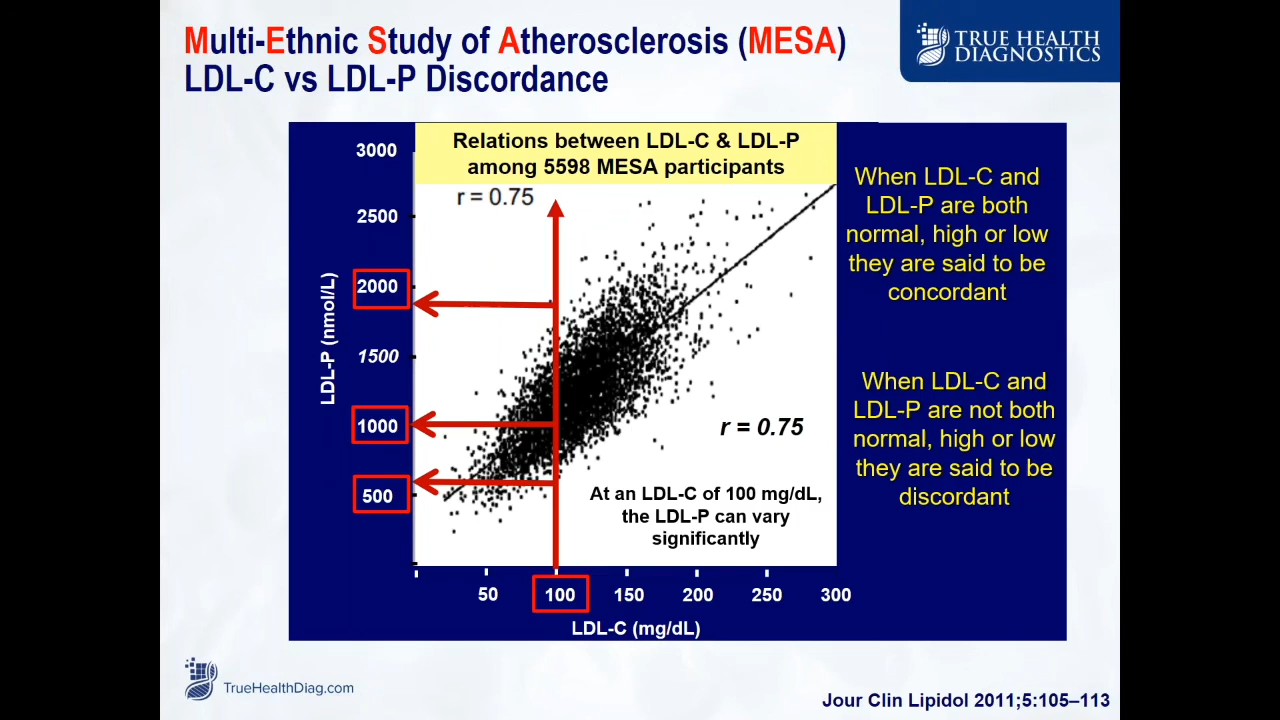 Multi-Ethnic Study of Atherosclerosis (MESA)
LDL-C vs LDL-P Discordance
TRUE HEALTH
DIAGNOSTICS
Relations between LDL-C & LDL-P
among 5598 MESA participants
r = 0.75
3000
2500
2000
1500
1000
500
LDL-P (nmol/L)
r = 0.75
At an LDL-C of 100 mg/dL,
the LDL-P can vary
significantly
50 100 150 200 250 300
LDL-C (mg/dL)
When LDL-C and
LDL-P are both
normal, high or low
they are said to be
concordant
When LDL-C and
LDL-P are not both
normal, high or low
they are said to be
discordant
TrueHealthDiag.com
Jour Clin Lipidol 2011;5:105–113